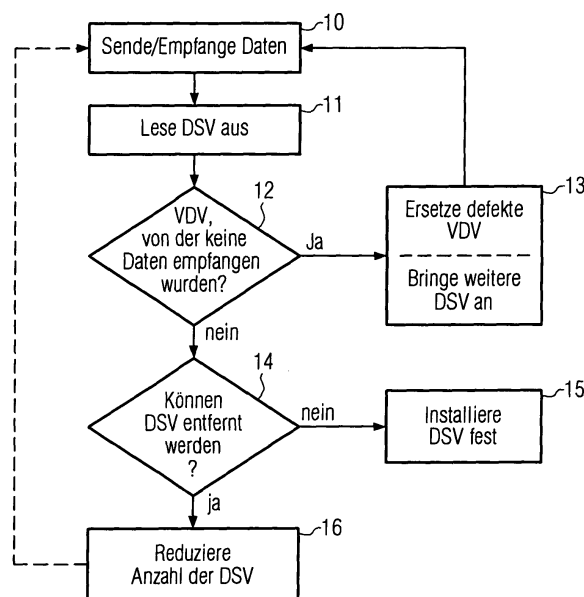 10
Sende/Empfange Daten
11
Lese DSV aus
12
VDV,
von der keine
Daten empfangen
wurden?
Ja
13
Ersetze defekte
VDV
Bringe weitere
DSV an
nein
14
Können
DSV entfernt
werden
?
nein
15
Installiere
DSV fest
ja
16
Reduziere
Anzahl der DSV